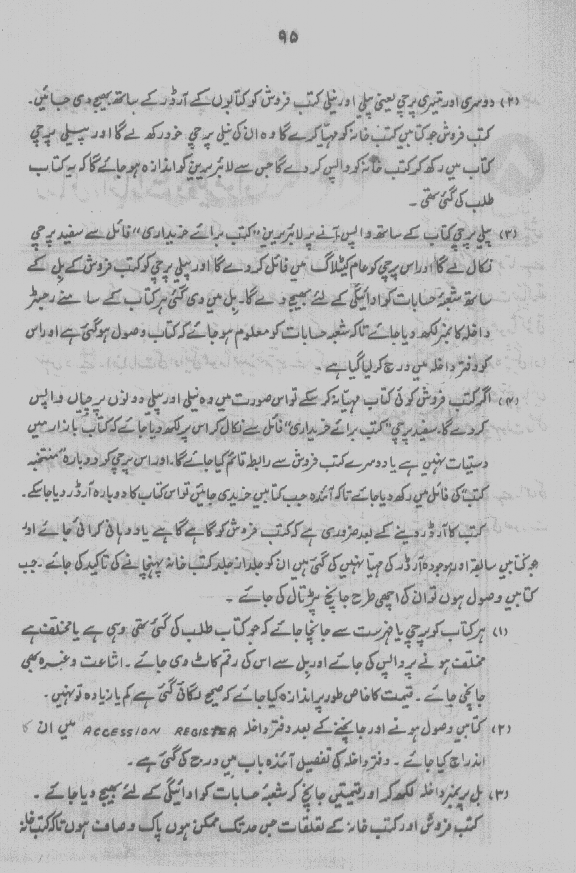 ۹۵
(۲) دوسری اور تیسری پرچی یعنی پیلی اور نیلی کتب فروش کو کتابوں کے آرڈر کے ساتھ بھیج دی جائیں۔
کتب فروش جو کتابیں کتب خانہ کو مہیا کرے گا وہ ان کی نیلی پرچی خود رکھ لے گا اور پیلی پرچی
کتاب میں رکھ کر کتب خانہ کو واپس کر دے گا جس سے لائبریرین کو اندازہ ہو جائے گا کہ یہ کتاب
طلب کی گئی تھی۔
(۳) پیلی پرچی کتاب کے ساتھ واپس آنے پر لائبریرین "کتب برائے خریداری" فائل سے سفید پرچی
نکال لے گا اور اس پرچی کو عام کیٹلاگ میں فائل کر دے گا اور پیلی پرچی کو کتب فروش کے بل کے
ساتھ شعبۂ حسابات کو ادائیگی کے لئے بھیج دے گا۔ بل میں دی گئی ہر کتاب کے سامنے رجسٹر
داخلہ کا نمبر لکھ دیا جائے تاکہ شعبہ حسابات کو معلوم ہو جائے کہ کتاب وصول ہو گئی ہے اور اس
کو دفتر داخلہ میں درج کر لیا گیا ہے۔
(۴) اگر کتب فروش کوئی کتاب مہیا نہ کر سکے تو اس صورت میں وہ نیلی اور پیلی دونوں پرچیاں واپس
کر دے گا۔ سفید پرچی "کتب برائے خریداری" فائل سے نکال کر اس پر لکھ دیا جائے کہ کتاب بازار میں
دستیاب نہیں ہے یا دوسرے کتب فروش سے رابطہ قائم کیا جائے گا۔ اور اس پرچی کو دوبارہ "منتخبہ
کتب" کی فائل میں رکھ دیا جائے تاکہ آئندہ جب کتابیں خریدی جائیں تو اس کتاب کا دوبارہ آرڈر دیا جا سکے۔
کتب کا آرڈر دینے کے بعد ضروری ہے کہ کتب فروش کو گاہے گاہے یاد دہانی کرائی جائے اور
جو کتابیں سابقہ اور موجودہ آرڈر کی مہیا نہیں کی گئی ہیں ان کو جلد از جلد کتب خانہ پہنچانے کی تاکید کی جائے۔ جب
کتابیں وصول ہوں تو ان کی اچھی طرح جانچ پڑتال کی جائے۔
(۱) ہر کتاب کو پرچی یا فہرست سے جانچا جائے کہ جو کتاب طلب کی گئی تھی وہی ہے یا مختلف ہے
مختلف ہونے پر واپس کی جائے اور بل سے اس کی رقم کاٹ دی جائے۔ اشاعت وغیرہ بھی
جانچی جائے۔ قیمت کا خاص طور پر اندازہ کیا جائے کہ صحیح لگائی گئی ہے کم یا زیادہ تو نہیں۔
(۲) کتابیں وصول ہونے اور جانچنے کے بعد دفتر داخلہ ACCESSION REGISTER میں ان کا
اندراج کیا جائے۔ دفتر داخلہ کی تفصیل آئندہ باب میں درج کی گئی ہے۔
(۳) بل پر نمبر داخلہ لکھ کر اور قیمتیں جانچ کر شعبۂ حسابات کو ادائیگی کے لئے بھیج دیا جائے۔
کتب فروش اور کتب خانہ کے تعلقات جس حد تک ممکن ہوں پاک و صاف ہوں تاکہ کتب خانہ